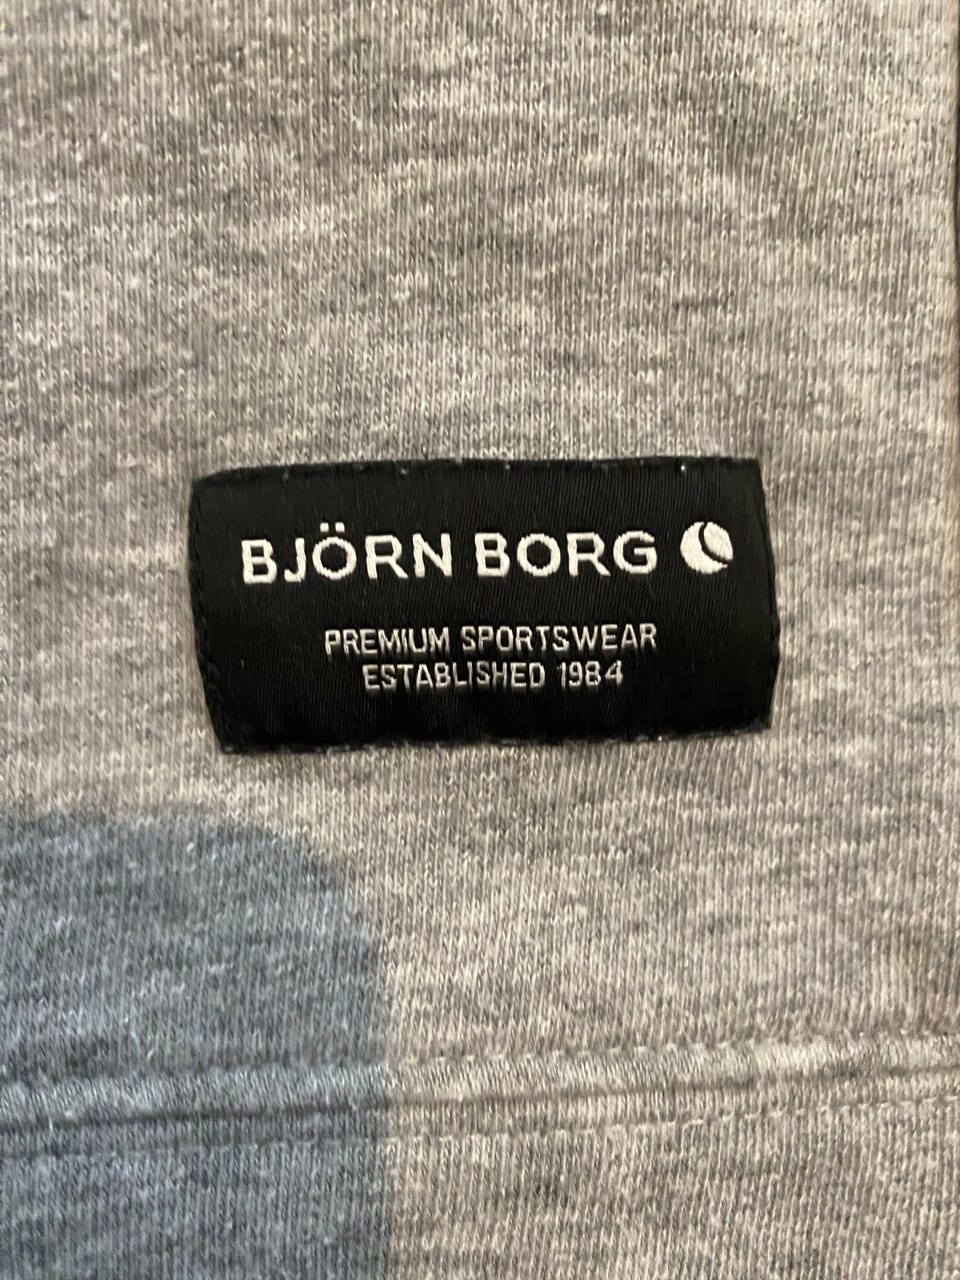 BJÖRN BORG
PREMIUM SPORTSWEAR
ESTABLISHED 1984